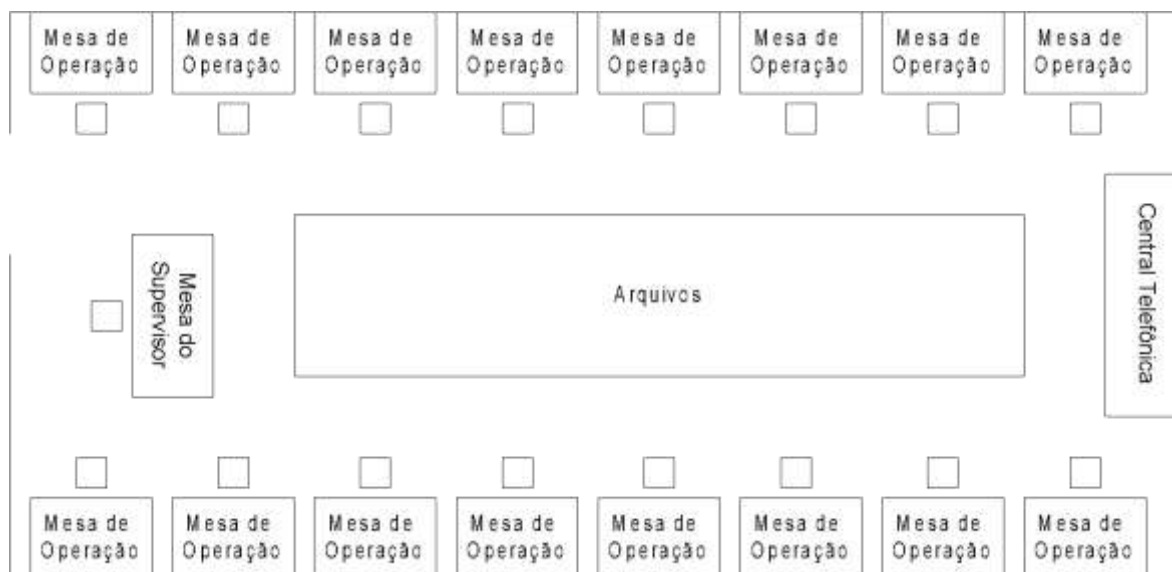 Mesa de
Operação
Mesa de
Operação
Mesa de
Operação
Mesa de
Operação
Mesa de
Operação
Mesa de
Operação
Mesa de
Operação
Mesa de
Operação
Mesa do
Supervisor
Arquivos
Central Telefônica
Mesa de
Operação
Mesa de
Operação
Mesa de
Operação
Mesa de
Operação
Mesa de
Operação
Mesa de
Operação
Mesa de
Operação
Mesa de
Operação